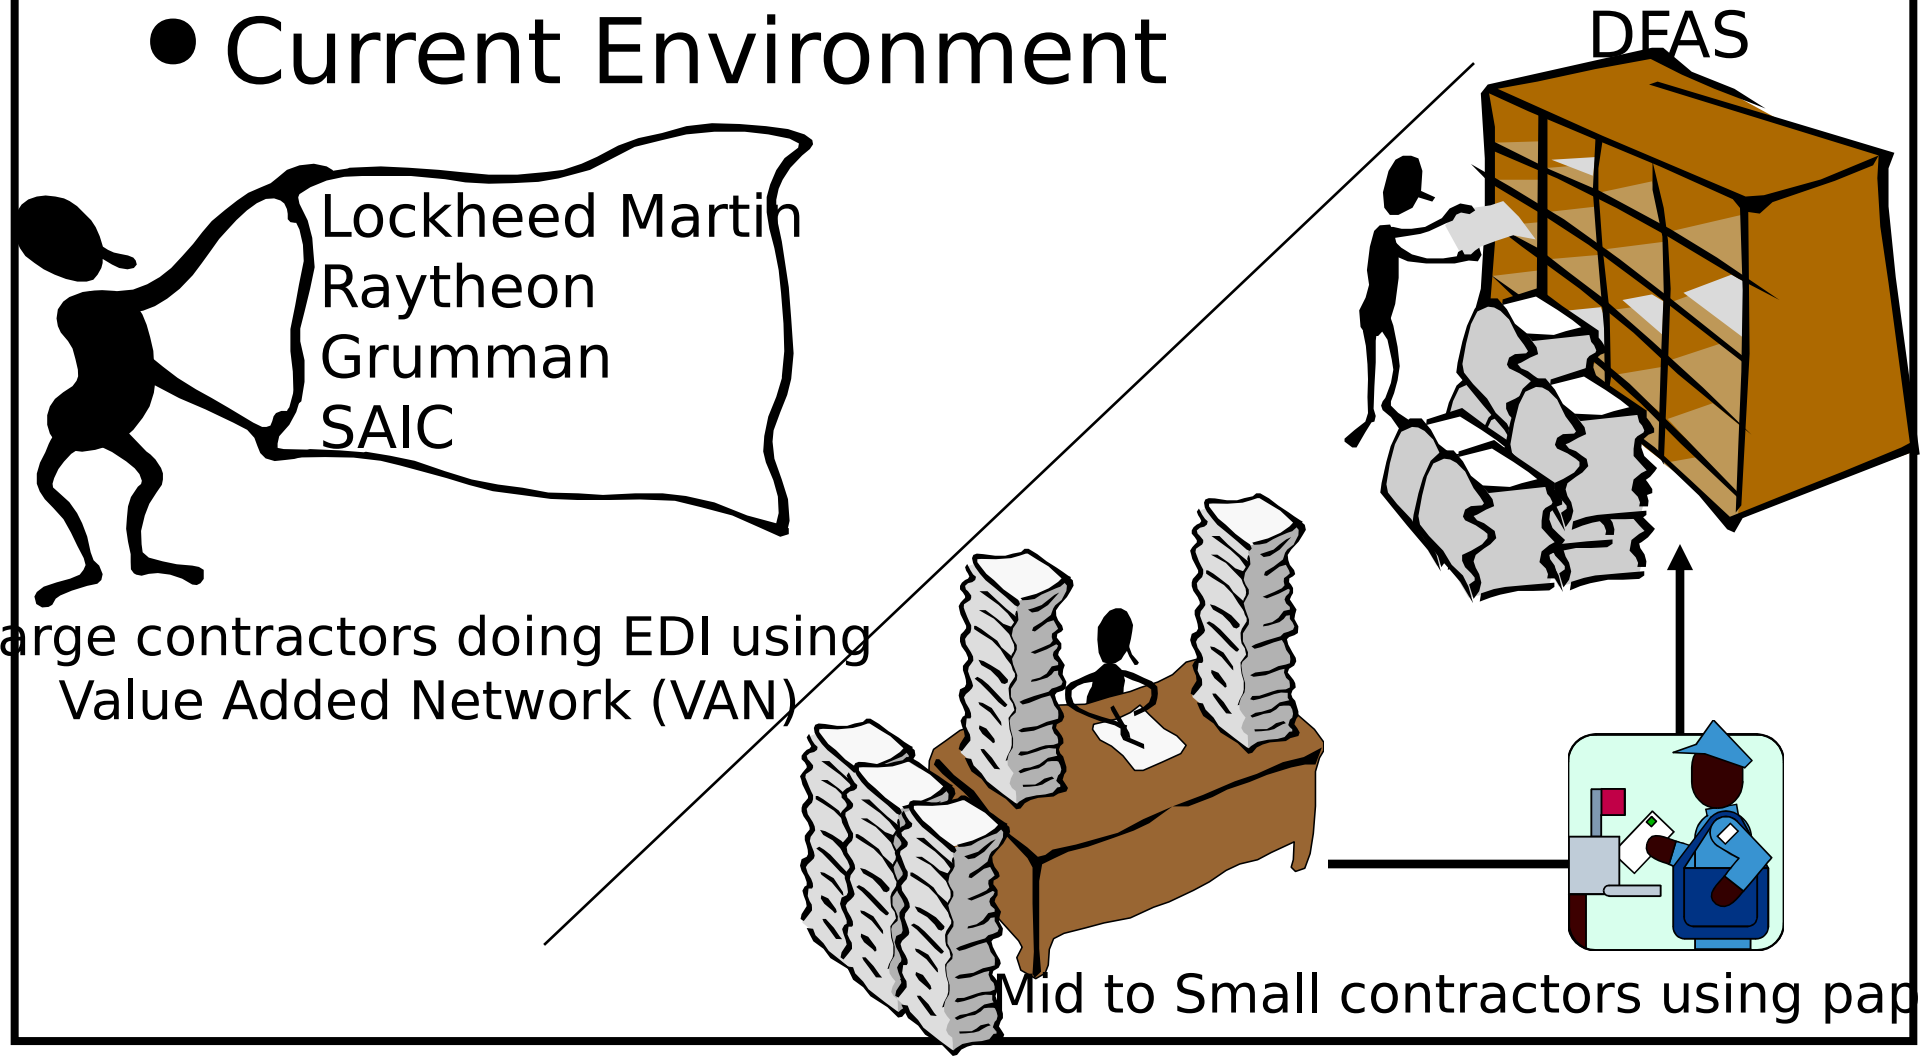 • Current Environment
DFAS
Lockheed Martin
Raytheon
Grumman
SAIC
arge contractors doing EDI using
Value Added Network (VAN)
Mid to Small contractors using pap